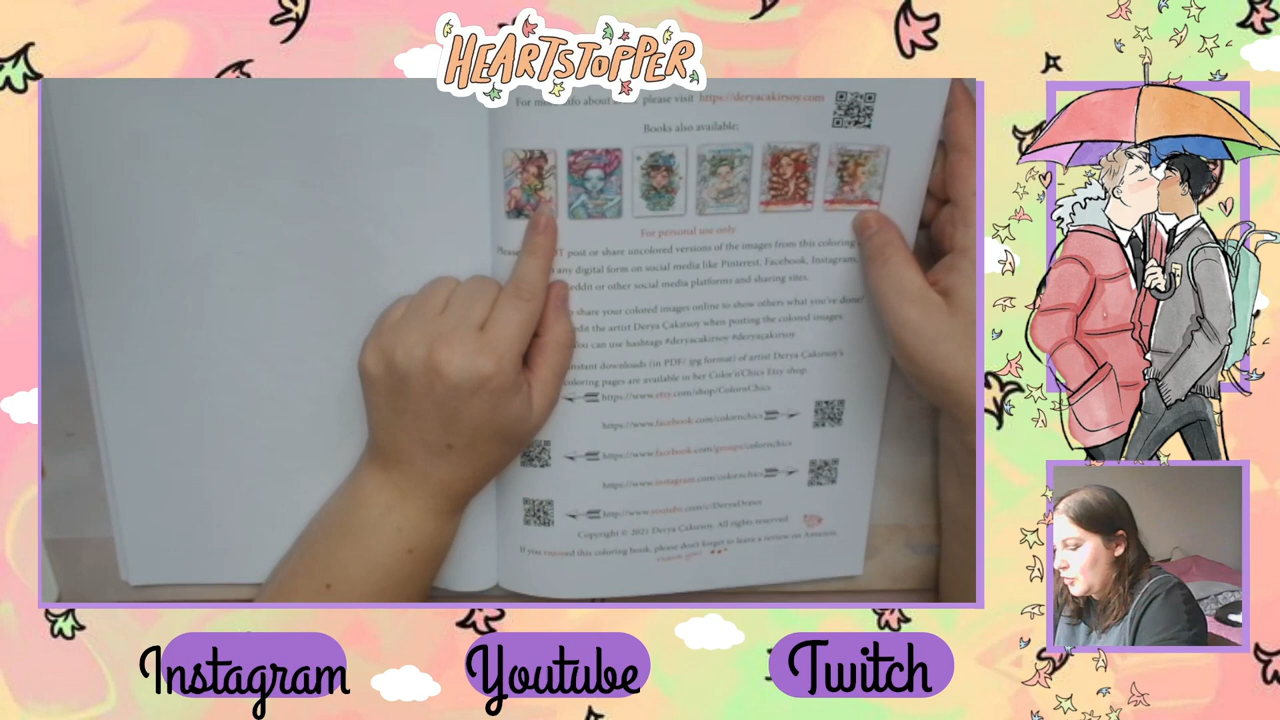 HEARTSTOPPER
For more info about please visit https://deryacakirsoy.com
Books also available:
For personal use only
Please post or share uncolored versions of the images from this coloring
any digital form on social media like Pinterest, Facebook, Instagram,
eddit or other social media platforms and sharing sites.
share your colored images online to show others what you've done!
edit the artist Derya Çakırsoy when posting the colored images.
You can use hashtags #deryacakirsoy #deryaçakırsoy
instant downloads (in PDF/ jpg format) of artist Derya Çakırsoy's
coloring pages are available in her Color'n'Chics Etsy shop.
https://www.etsy.com/shop/ColornChics
https://www.facebook.com/colornchics
https://www.facebook.com/groups/colornchics
https://www.instagram.com/colornchics
http://www.youtube.com/c/DeryaDraws
Copyright © 2021 Derya Çakırsoy. All rights reserved.
If you enjoyed this coloring book, please don't forget to leave a review on Amazon.
Thank you!
Instagram
Youtube
Twitch